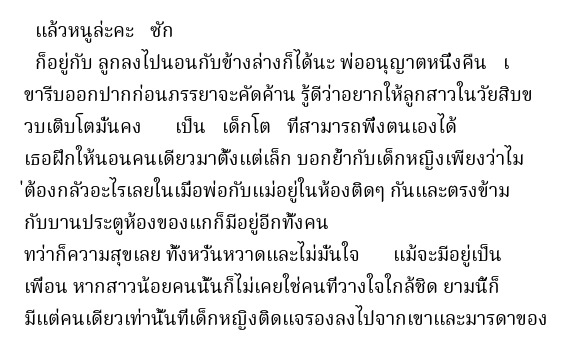 แล้วหนูล่ะคะ ซัก
ก็อยู่กับ ลูกลงไปนอนกับข้างล่างก็ได้นะ พ่ออนุญาตหนึ่งคืน เ
ขารีบออกปากก่อนภรรยาจะคัดค้าน รู้ดีว่าอยากให้ลูกสาวในวัยสิบข
วบเติบโตมั่นคง เป็น เด็กโต ที่สามารถพึ่งตนเองได้
เธอฝึกให้นอนคนเดียวมาตั้งแต่เล็ก บอกย้ำกับเด็กหญิงเพียงว่าไม
่ต้องกลัวอะไรเลยในเมื่อพ่อกับแม่อยู่ในห้องติดๆ กันและตรงข้าม
กับบานประตูห้องของแกก็มีอยู่อีกทั้งคน
ทว่าก็ความสุขเลย ทั้งหวั่นหวาดและไม่มั่นใจ แม้จะมีอยู่เป็น
เพื่อน หากสาวน้อยคนนั้นก็ไม่เคยใช่คนที่วางใจใกล้ชิด ยามนี้ก็
มีแต่คนเดียวเท่านั้นที่เด็กหญิงติดแจรองลงไปจากเขาและมารดาของ